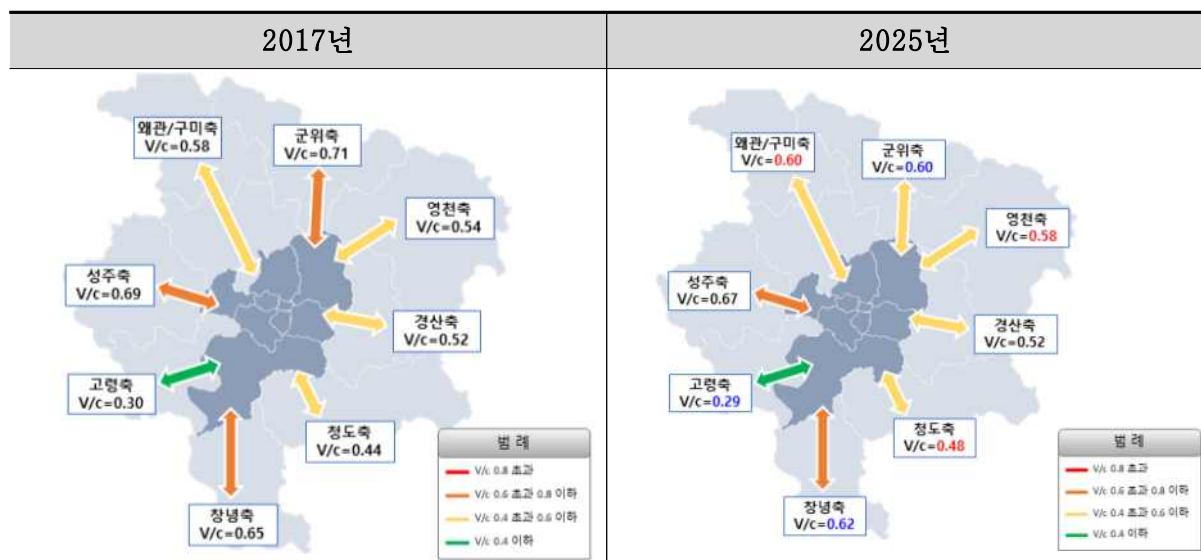 2017년
2025년
왜관/구미축
V/c=0.58
군위축
V/c=0.71
영천축
V/c=0.54
성주축
V/c=0.69
경산축
V/c=0.52
고령축
V/c=0.30
청도축
V/c=0.44
창녕축
V/c=0.65
범 례
V/c 0.8 초과
V/c 0.6 초과 0.8 이하
V/c 0.4 초과 0.6 이하
V/c 0.4 이하
왜관/구미축
V/c=0.60
군위축
V/c=0.60
영천축
V/c=0.58
성주축
V/c=0.67
경산축
V/c=0.52
고령축
V/c=0.29
청도축
V/c=0.48
창녕축
V/c=0.62
범 례
V/c 0.8 초과
V/c 0.6 초과 0.8 이하
V/c 0.4 초과 0.6 이하
V/c 0.4 이하